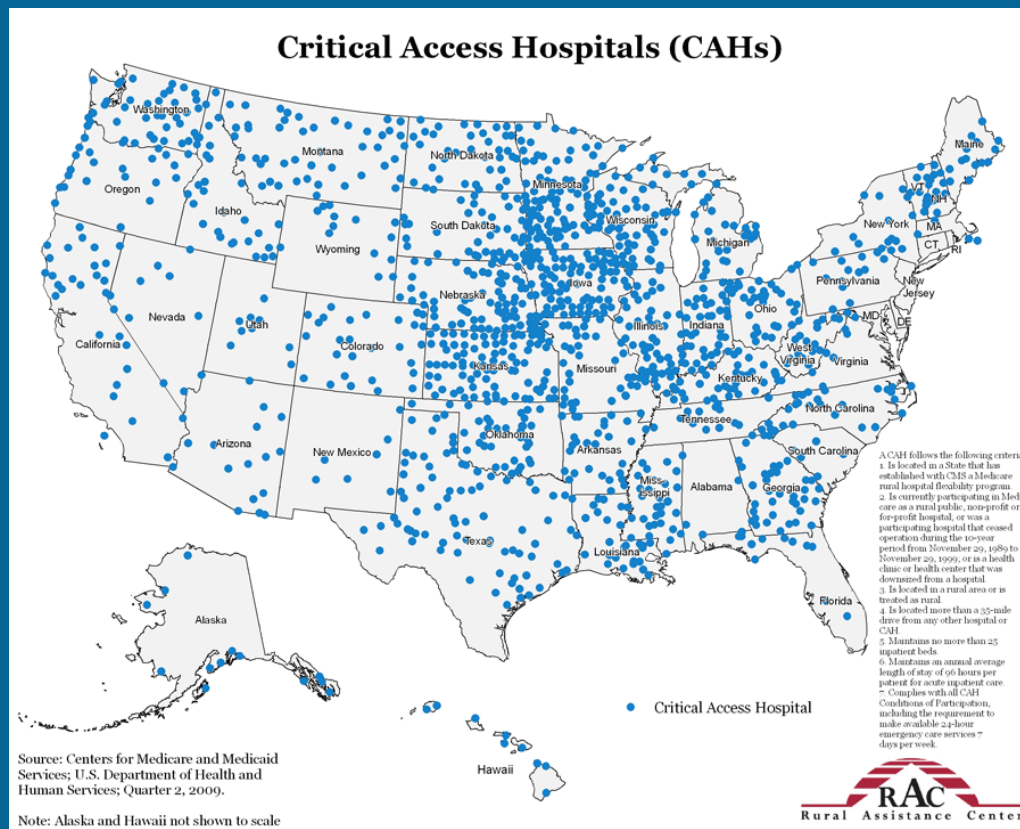 Critical Access Hospitals (CAHs)
Washington
Montana
North Dakota
Minnesota
Maine
Oregon
Idaho
Wyoming
South Dakota
Wisconsin
Michigan
New York
VT
NH
MA
CT
RI
Nevada
Utah
Colorado
Nebraska
Iowa
Illinois
Indiana
Ohio
Pennsylvania
New
Jersey
MD
DE
California
Kansas
Missouri
Kentucky
West
Virginia
Virginia
Arizona
New Mexico
Oklahoma
Arkansas
Tennessee
North Carolina
South Carolina
Texas
Louisiana
Miss
issippi
Alabama
Georgia
Florida
Alaska
Hawaii
A CAH follows the following criteria
1. Is located in a State that has
established with CMS a Medicare
rural hospital flexibility program.
2. Is currently participating in Medi
care as a rural public, non-profit or
for-profit hospital, or was a
participating hospital that ceased
operation during the 10-year
period from November 29, 1989 to
November 29, 1999, or is a health
clinic or health center that was
downsized from a hospital.
3. Is located in a rural area or is
treated as rural.
4. Is located more than a 35-mile
drive from any other hospital or
CAH.
5. Maintains no more than 25
inpatient beds.
6. Maintains an annual average
length of stay of 96 hours per
patient for acute inpatient care.
7. Complies with all CAH
Conditions of Participation,
including the requirement to
make available 24-hour
emergency care services 7
days per week.
Critical Access Hospital
Source: Centers for Medicare and Medicaid
Services; U.S. Department of Health and
Human Services; Quarter 2, 2009.
Note: Alaska and Hawaii not shown to scale
RAC
Rural Assistance Center